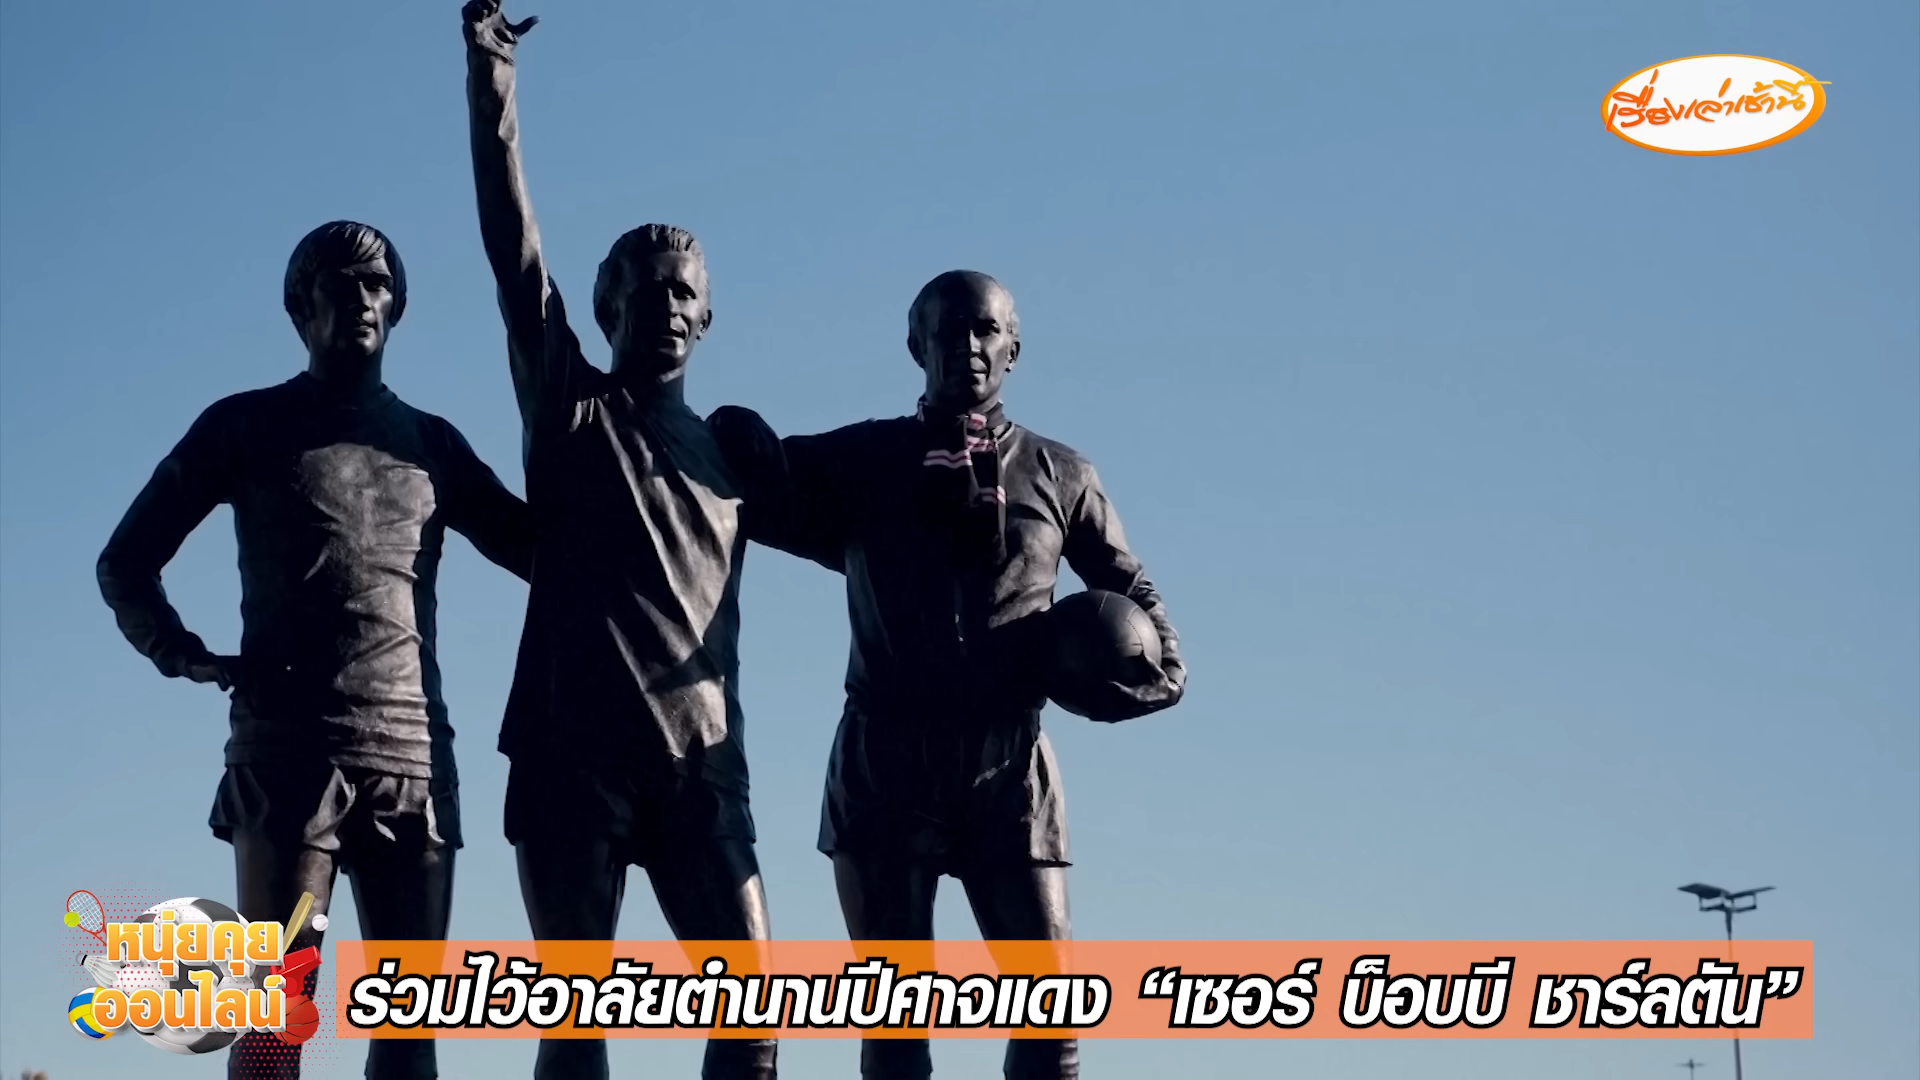 เรื่องเล่าเช้านี้
หนุ่ยคุย
ออนไลน์
ร่วมไว้อาลัยตำนานปีศาจแดง “เซอร์ บ็อบบี ชาร์ลตัน”